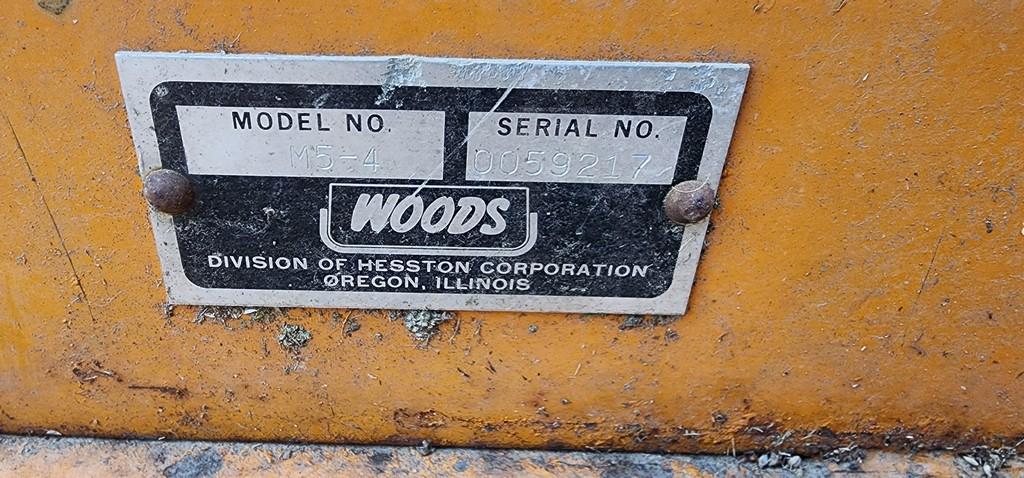 MODEL NO. SERIAL NO.
M5-4 0059217
WOODS
DIVISION OF HESSTON CORPORATION
OREGON, ILLINOIS